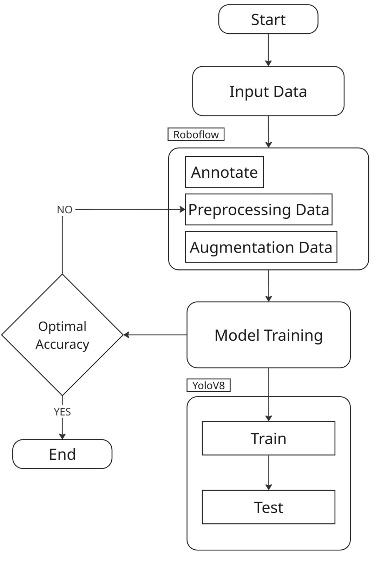 Start
Input Data
Roboflow
Annotate
Preprocessing Data
Augmentation Data
NO
Optimal
Accuracy
Model Training
YES
End
YoloV8
Train
Test